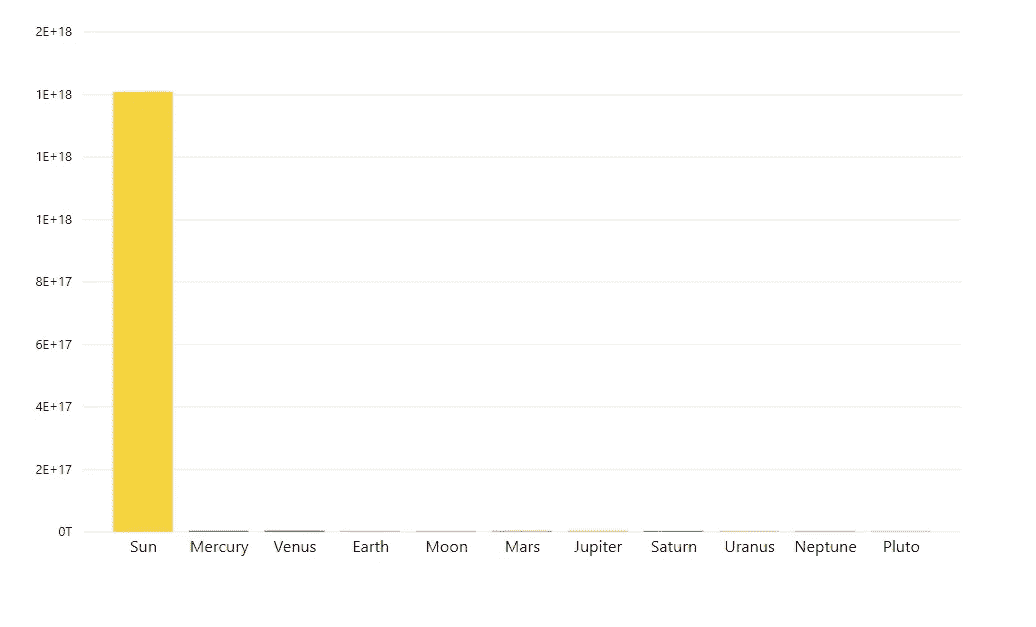 2E+18
1E+18
1E+18
1E+18
8E+17
6E+17
4E+17
2E+17
0T
Sun Mercury Venus Earth Moon Mars Jupiter Saturn Uranus Neptune Pluto